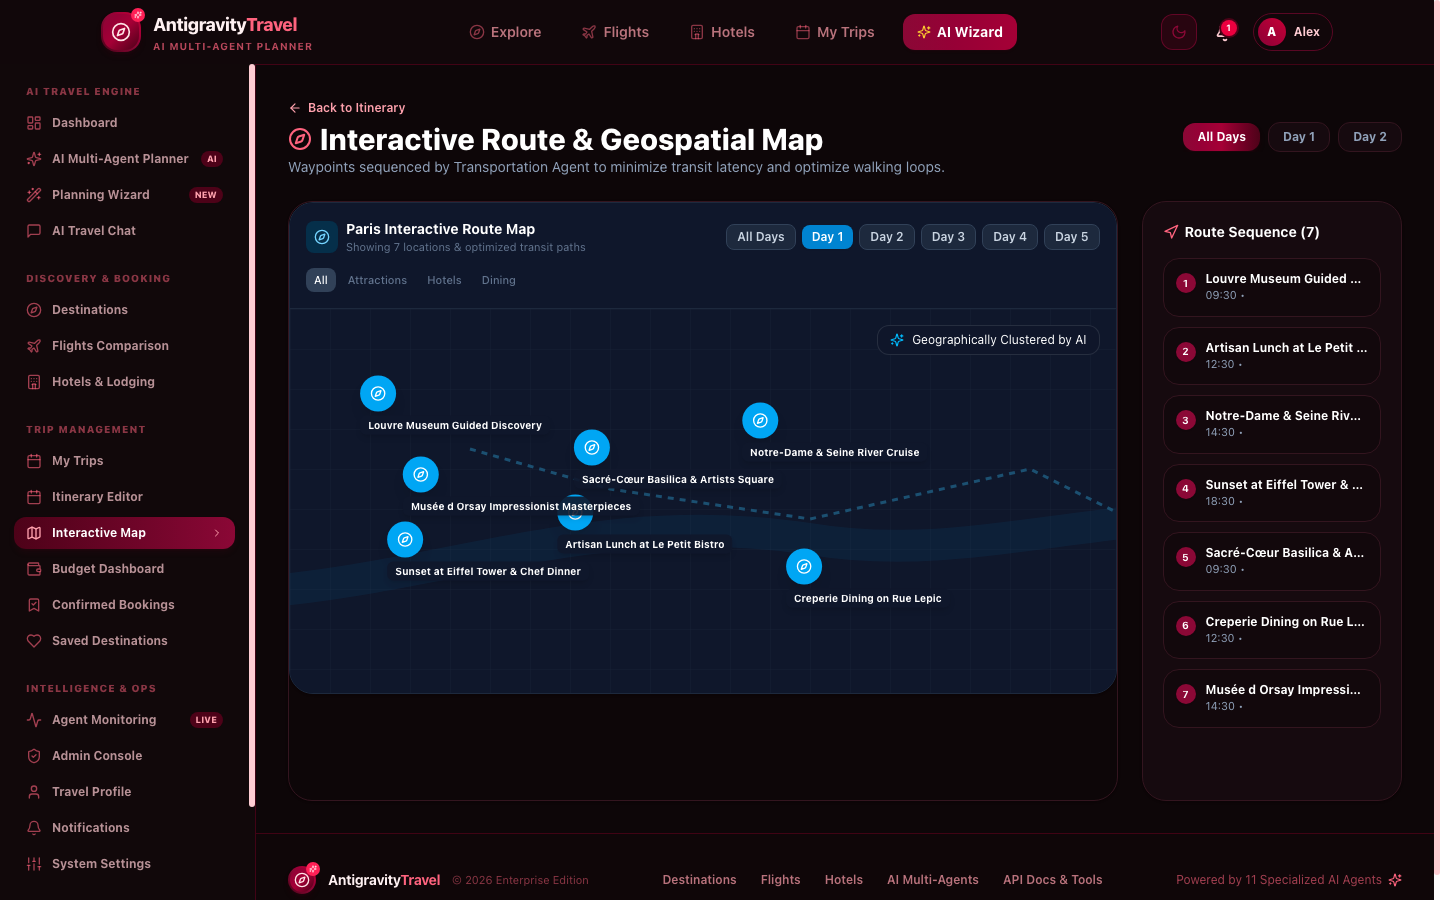 AntigravityTravel
AI MULTI-AGENT PLANNER
Explore
Flights
Hotels
My Trips
AI Wizard
1
A
Alex
AI TRAVEL ENGINE
Dashboard
AI Multi-Agent Planner
AI
Planning Wizard
NEW
AI Travel Chat
DISCOVERY & BOOKING
Destinations
Flights Comparison
Hotels & Lodging
TRIP MANAGEMENT
My Trips
Itinerary Editor
Interactive Map
Budget Dashboard
Confirmed Bookings
Saved Destinations
INTELLIGENCE & OPS
Agent Monitoring
LIVE
Admin Console
Travel Profile
Notifications
System Settings
Back to Itinerary
Interactive Route & Geospatial Map
Waypoints sequenced by Transportation Agent to minimize transit latency and optimize walking loops.
All Days
Day 1
Day 2
Paris Interactive Route Map
Showing 7 locations & optimized transit paths
All Days
Day 1
Day 2
Day 3
Day 4
Day 5
All
Attractions
Hotels
Dining
Geographically Clustered by AI
Louvre Museum Guided Discovery
Notre-Dame & Seine River Cruise
Sacré-Cœur Basilica & Artists Square
Musée d Orsay Impressionist Masterpieces
Artisan Lunch at Le Petit Bistro
Sunset at Eiffel Tower & Chef Dinner
Creperie Dining on Rue Lepic
Route Sequence (7)
1
Louvre Museum Guided ...
09:30 •
2
Artisan Lunch at Le Petit ...
12:30 •
3
Notre-Dame & Seine Riv...
14:30 •
4
Sunset at Eiffel Tower & ...
18:30 •
5
Sacré-Cœur Basilica & A...
09:30 •
6
Creperie Dining on Rue L...
12:30 •
7
Musée d Orsay Impressi...
14:30 •
AntigravityTravel
© 2026 Enterprise Edition
Destinations
Flights
Hotels
AI Multi-Agents
API Docs & Tools
Powered by 11 Specialized AI Agents